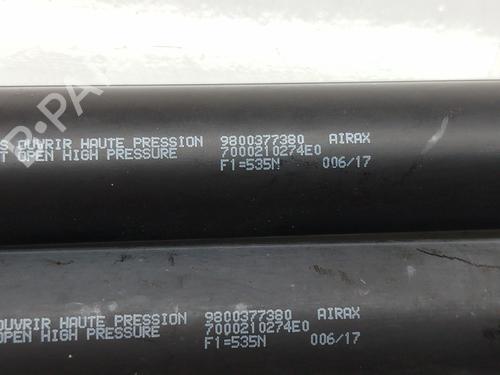 S OUVRIR HAUTE PRESSION 9800377380 AIRAX
T OPEN HIGH PRESSURE 7000210274E0
F1=535N 006/17
OUVRIR HAUTE PRESSION 9800377380 AIRAX
OPEN HIGH PRESSURE 7000210274E0
F1=535N 006/17